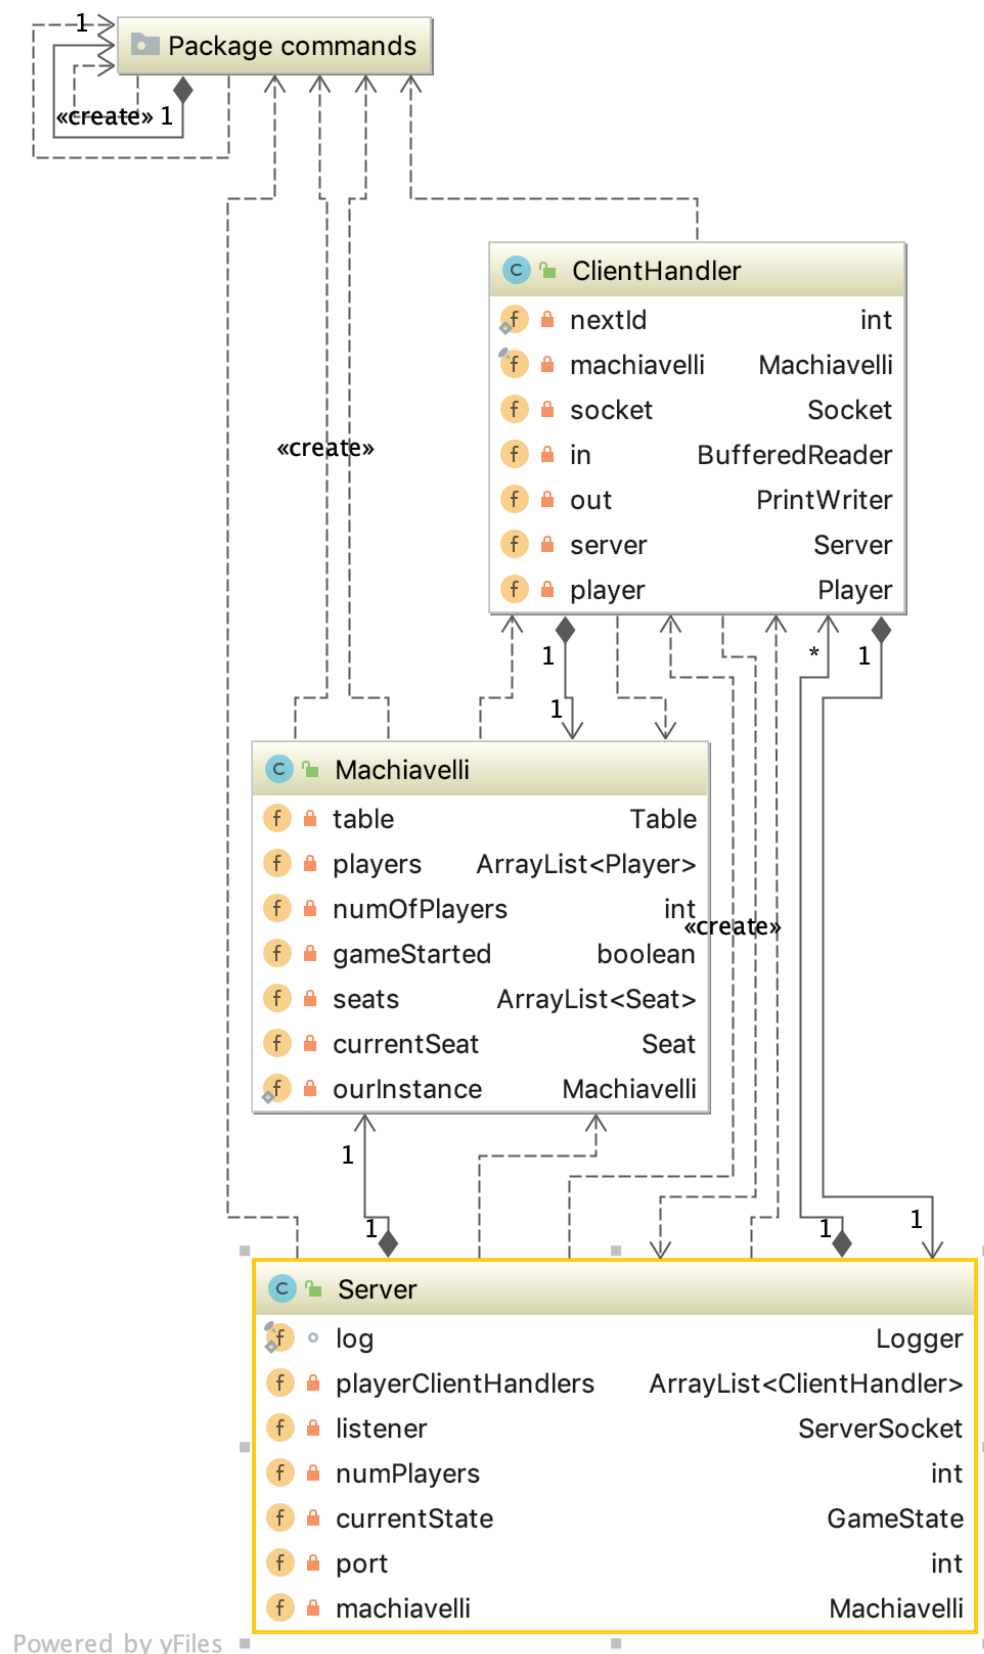 1
Package commands
«create» 1
ClientHandler
nextId int
machiavelli Machiavelli
socket Socket
in BufferedReader
out PrintWriter
server Server
player Player
«create»
1 * 1
1
Machiavelli
table Table
players ArrayList<Player>
numOfPlayers int
«create»
gameStarted boolean
seats ArrayList<Seat>
currentSeat Seat
ourInstance Machiavelli
1
1 1 1
Server
log Logger
playerClientHandlers ArrayList<ClientHandler>
listener ServerSocket
numPlayers int
currentState GameState
port int
machiavelli Machiavelli
Powered by yFiles